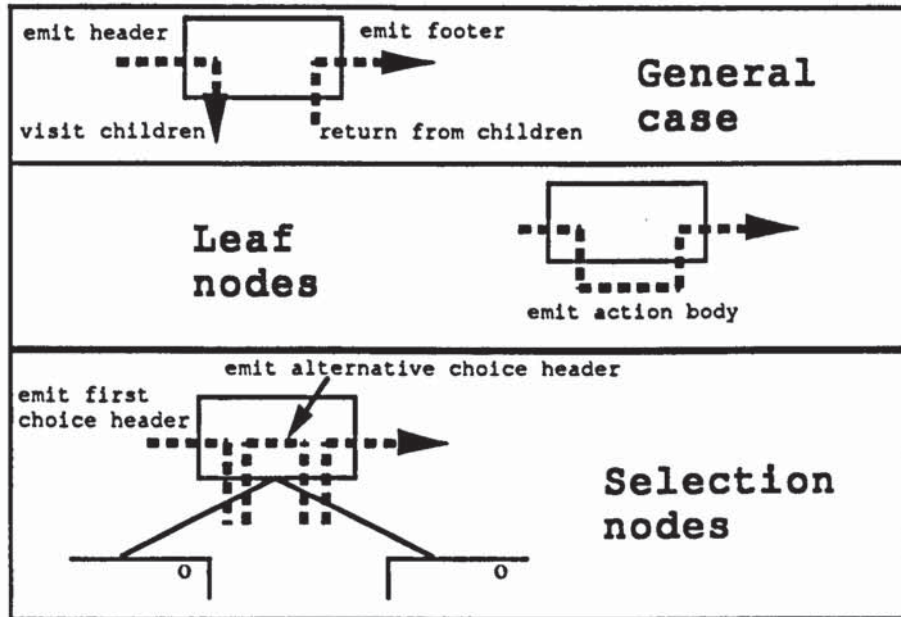 emit header
emit footer
General
case
visit children
return from children
Leaf
nodes
emit action body
emit alternative choice header
emit first
choice header
Selection
nodes
o
o